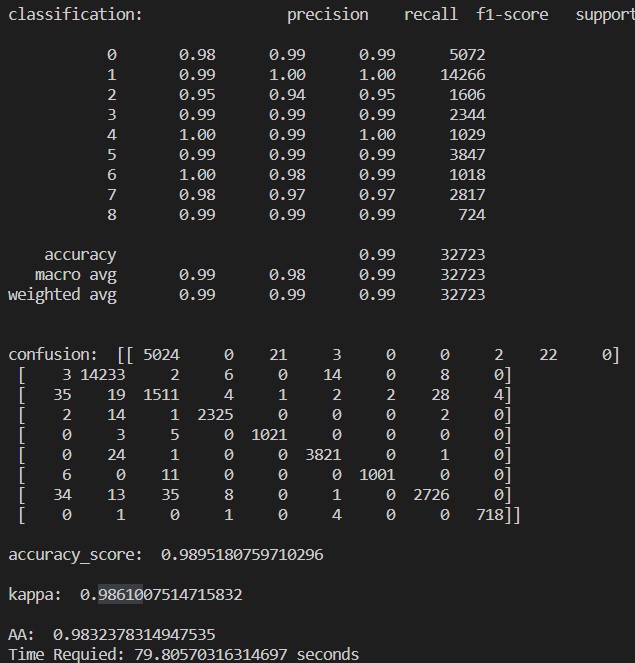 classification:               precision    recall  f1-score   support
0       0.98      0.99      0.99      5072
1       0.99      1.00      1.00     14266
2       0.95      0.94      0.95      1606
3       0.99      0.99      0.99      2344
4       1.00      0.99      1.00      1029
5       0.99      0.99      0.99      3847
6       1.00      0.98      0.99      1018
7       0.98      0.97      0.97      2817
8       0.99      0.99      0.99       724
accuracy                           0.99     32723
macro avg       0.99      0.98      0.99     32723
weighted avg       0.99      0.99      0.99     32723
confusion:  [[ 5024     0    21     3     0     0     2    22     0]
[    3 14233     2     6     0    14     0     8     0]
[   35    19  1511     4     1     2     2    28     4]
[    2    14     1  2325     0     0     0     2     0]
[    0     3     5     0  1021     0     0     0     0]
[    0    24     1     0     0  3821     0     1     0]
[    6     0    11     0     0     0  1001     0     0]
[   34    13    35     8     0     1     0  2726     0]
[    0     1     0     1     0     4     0     0   718]]
accuracy_score:  0.9895180759710296
kappa:  0.9861007514715832
AA:  0.9832378314947535
Time Requied: 79.80570316314697 seconds